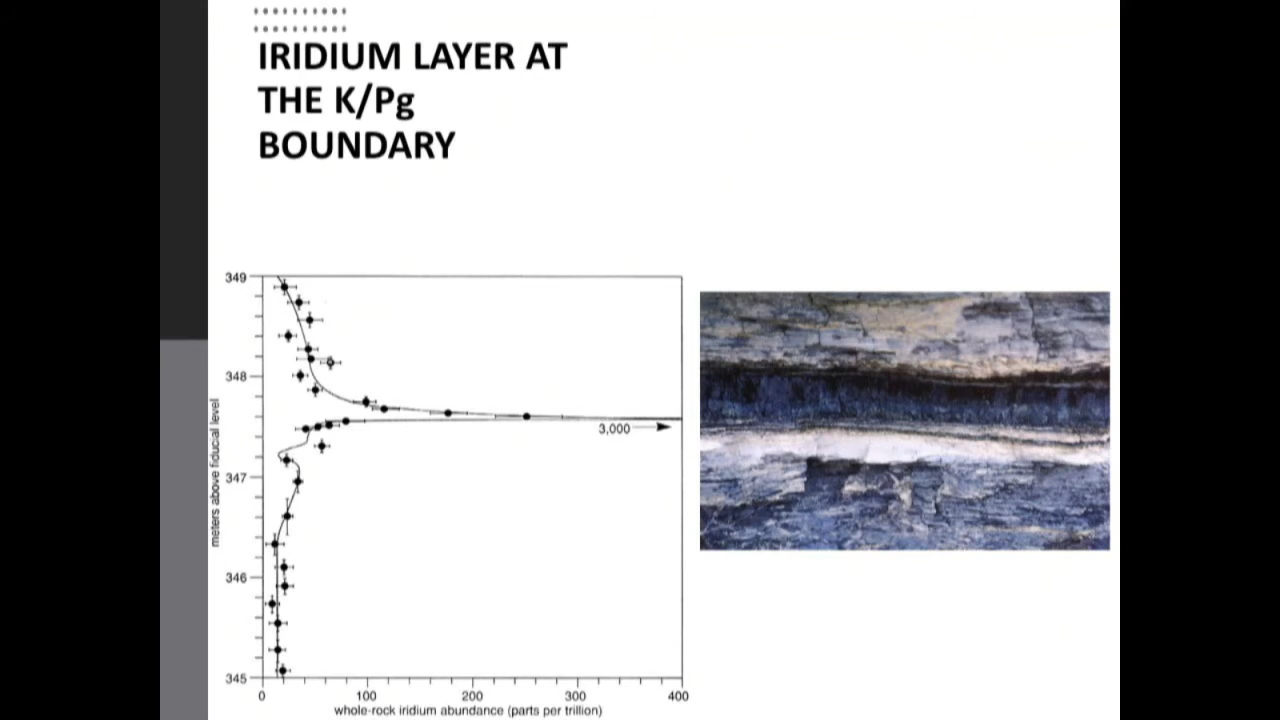 IRIDIUM LAYER AT
THE K/Pg
BOUNDARY
349
348
347
346
345
meters above fiducial level
3,000
0 100 200 300 400
whole-rock iridium abundance (parts per trillion)